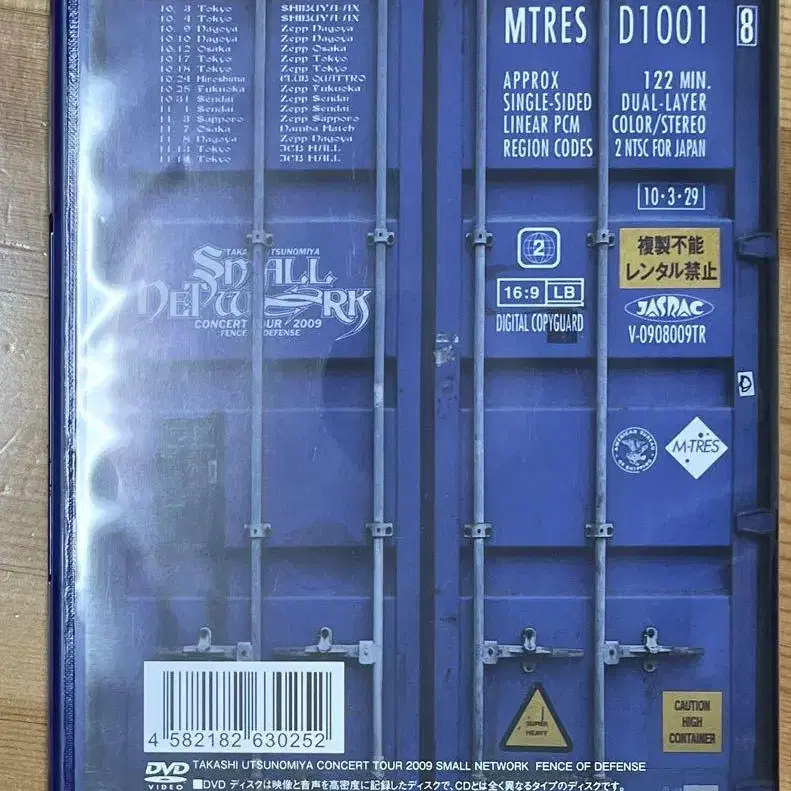 10. 3 Tokyo SHIBUYA-AX
10. 4 Tokyo SHIBUYA-AX
10. 9 Nagoya Zepp Nagoya
10.10 Nagoya Zepp Nagoya
10.12 Osaka Zepp Osaka
10.17 Tokyo Zepp Tokyo
10.18 Tokyo Zepp Tokyo
10.24 Hiroshima CLUB QUATTRO
10.25 Fukuoka Zepp Fukuoka
10.31 Sendai Zepp Sendai
11. 1 Sendai Zepp Sendai
11. 3 Sapporo Zepp Sapporo
11. 7 Osaka Namba Hatch
11. 8 Nagoya Zepp Nagoya
11.13 Tokyo JCB HALL
11.14 Tokyo JCB HALL
MTRES D1001 8
APPROX 122 MIN.
SINGLE-SIDED DUAL-LAYER
LINEAR PCM COLOR/STEREO
REGION CODES 2 NTSC FOR JAPAN
10・3・29
2
複製不能
レンタル禁止
16:9 LB
DIGITAL COPYGUARD
JASRAC
V-0908009TR
TAKASHI UTSUNOMIYA
SMALL
NETWORK
CONCERT TOUR 2009
FENCE OF DEFENSE
D
AMERICAN BUREAU
OF SHIPPING
M-TRES
SUPER
HEAVY
CAUTION
HIGH
CONTAINER
4 582182 630252
DVD
VIDEO
TAKASHI UTSUNOMIYA CONCERT TOUR 2009 SMALL NETWORK FENCE OF DEFENSE
■DVD ディスクは映像と音声を高密度に記録したディスクで、CDとは全く異なるタイプのディスクです。